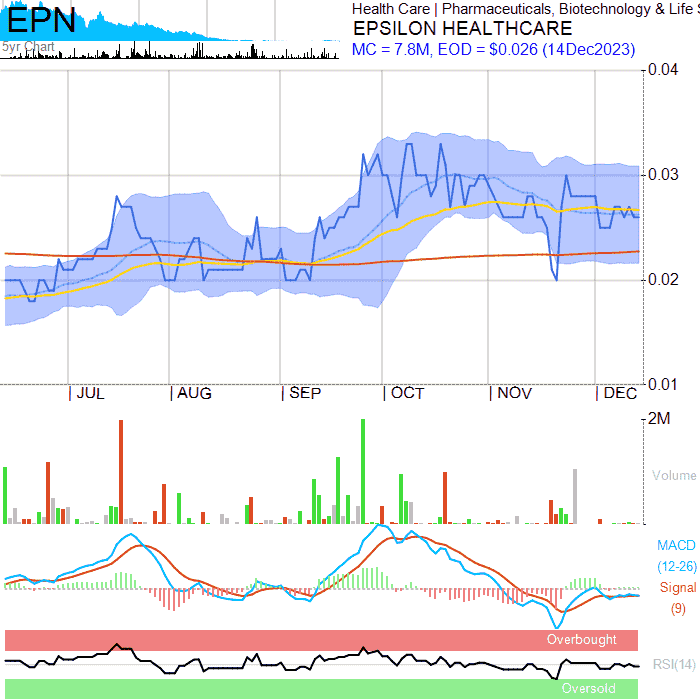 EPN
5yr Chart
Health Care | Pharmaceuticals, Biotechnology & Life S
EPSILON HEALTHCARE
MC = 7.8M, EOD = $0.026 (14Dec2023)
0.04
0.03
0.02
0.01
| JUL | AUG | SEP | OCT | NOV | DEC
2M
Volume
MACD
(12-26)
Signal
(9)
Overbought
RSI(14)
Oversold